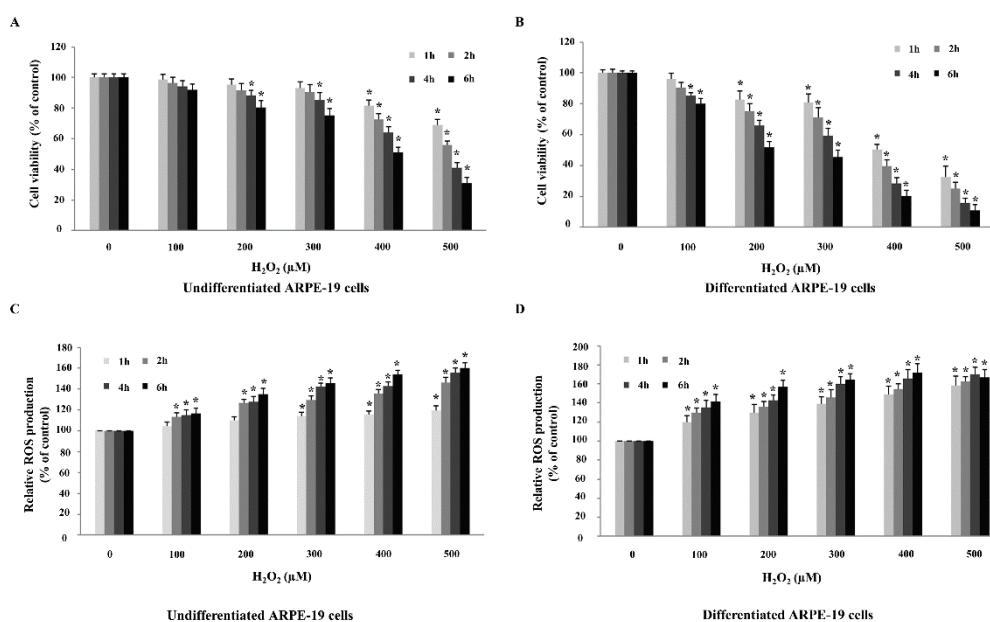 A
120
100
80
60
40
20
0
Cell viability (% of control)
1h 2h
4h 6h
* * * * * * * * * * * *
0 100 200 300 400 500
H₂O₂ (µM)
Undifferentiated ARPE-19 cells
B
120
100
80
60
40
20
0
Cell viability (% of control)
1h 2h
4h 6h
* * * * * * * * * * * * * * * * * *
0 100 200 300 400 500
H₂O₂ (µM)
Differentiated ARPE-19 cells
C
180
160
140
120
100
80
60
40
20
0
Relative ROS production
(% of control)
1h 2h
4h 6h
* * * * * * * * * * * * * * * * * *
0 100 200 300 400 500
H₂O₂ (µM)
Undifferentiated ARPE-19 cells
D
200
180
160
140
120
100
80
60
40
20
0
Relative ROS production
(% of control)
1h 2h
4h 6h
* * * * * * * * * * * * * * * * * * * *
0 100 200 300 400 500
H₂O₂ (µM)
Differentiated ARPE-19 cells